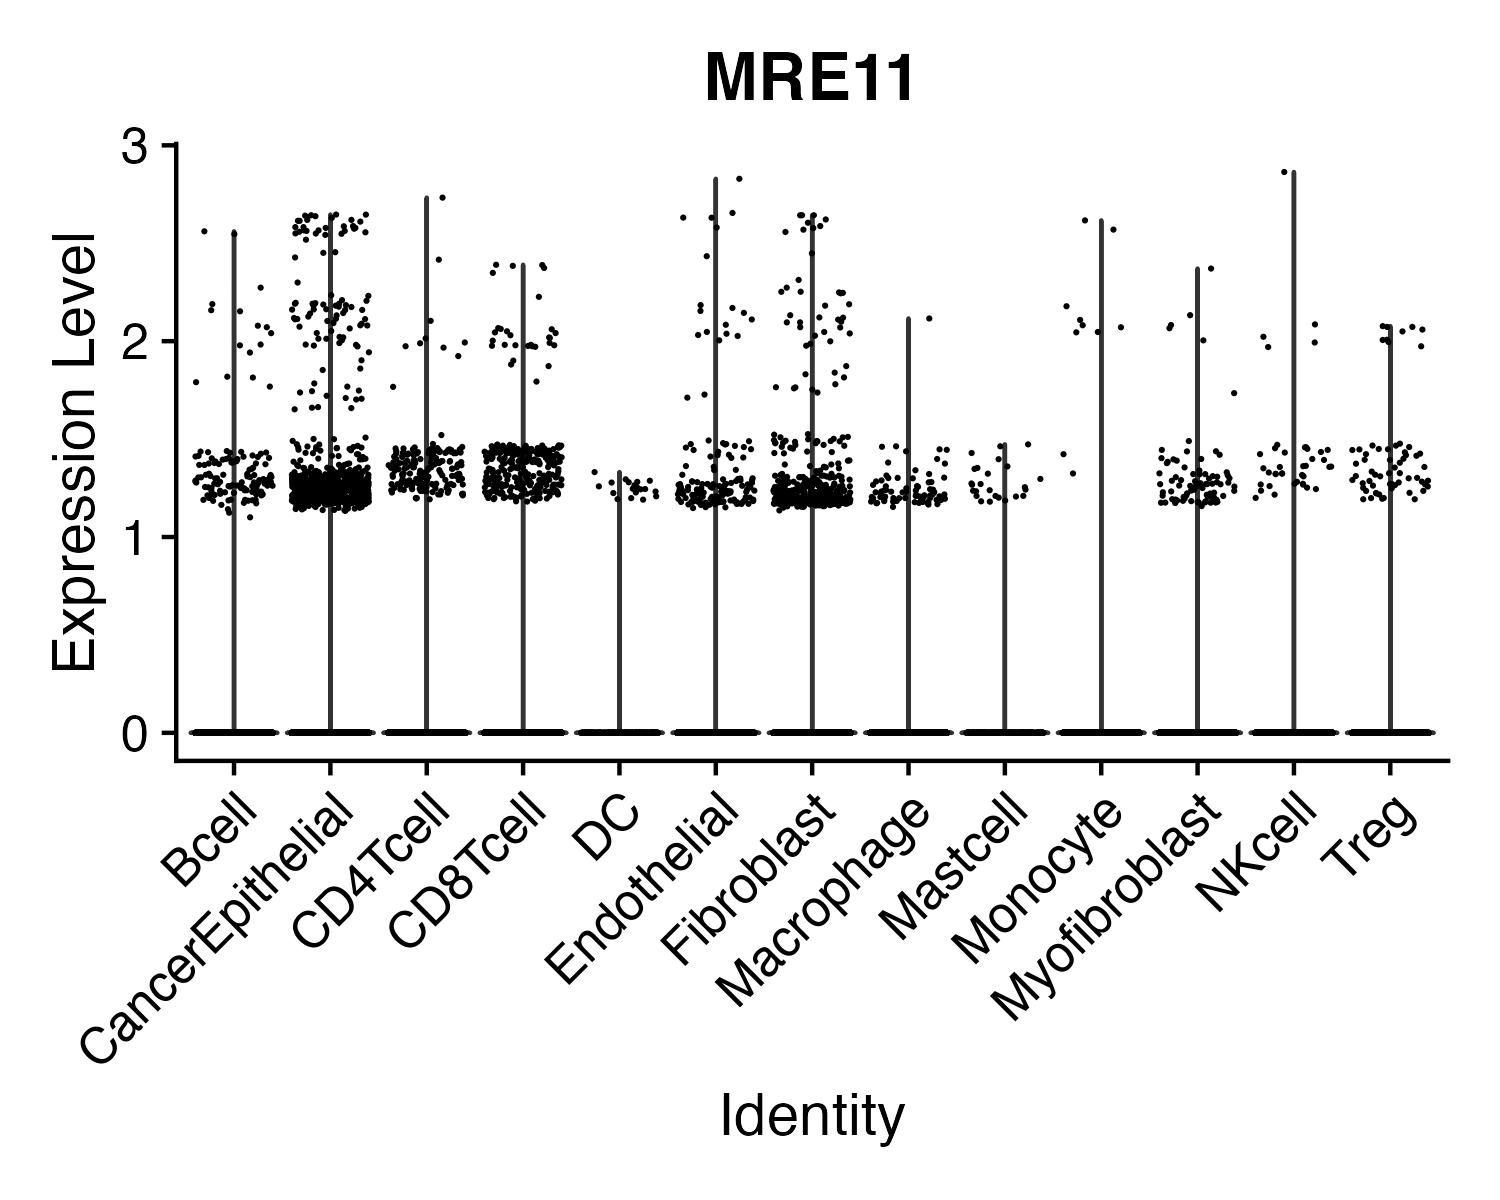 MRE11
Expression Level
3
2
1
0
Bcell
CancerEpithelial
CD4Tcell
CD8Tcell
DC
Endothelial
Fibroblast
Macrophage
Mastcell
Monocyte
Myofibroblast
NKcell
Treg
Identity